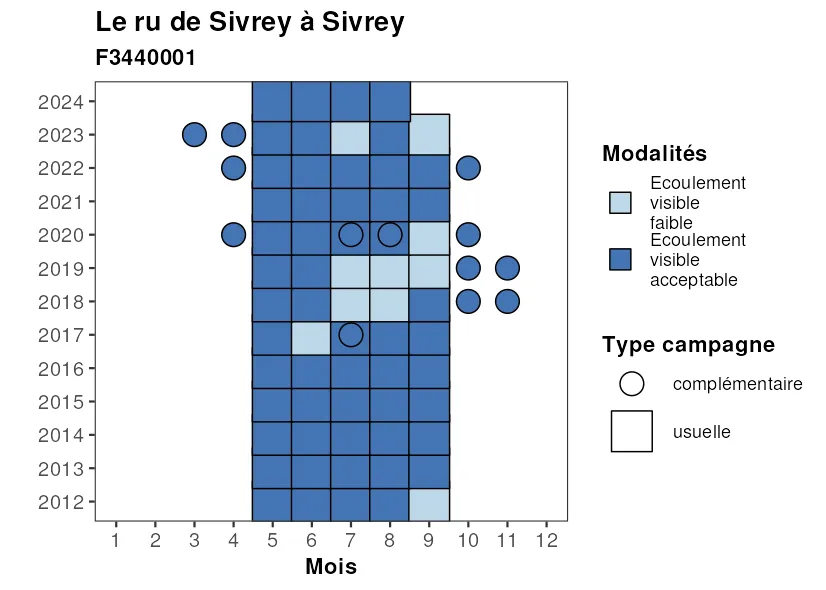 Le ru de Sivrey à Sivrey
F3440001
2024
2023
2022
2021
2020
2019
2018
2017
2016
2015
2014
2013
2012
1 2 3 4 5 6 7 8 9 10 11 12
Mois
Modalités
Ecoulement
visible
faible
Ecoulement
visible
acceptable
Type campagne
complémentaire
usuelle